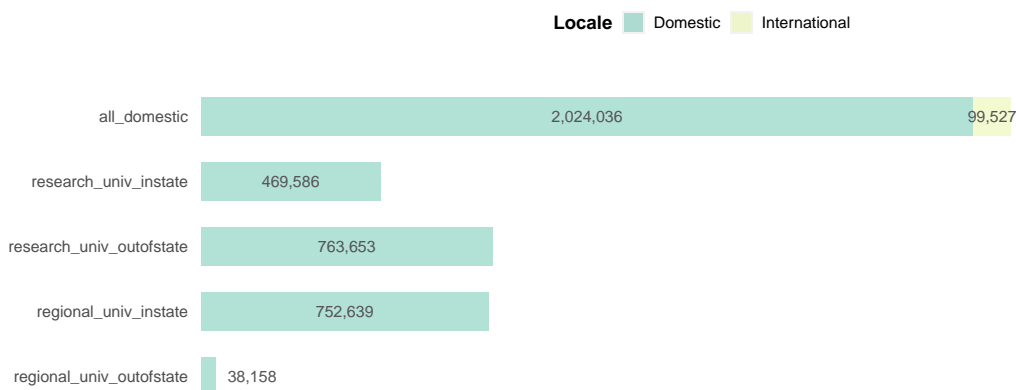 Locale Domestic International
all_domestic 2,024,036 99,527
research_univ_instate 469,586
research_univ_outofstate 763,653
regional_univ_instate 752,639
regional_univ_outofstate 38,158